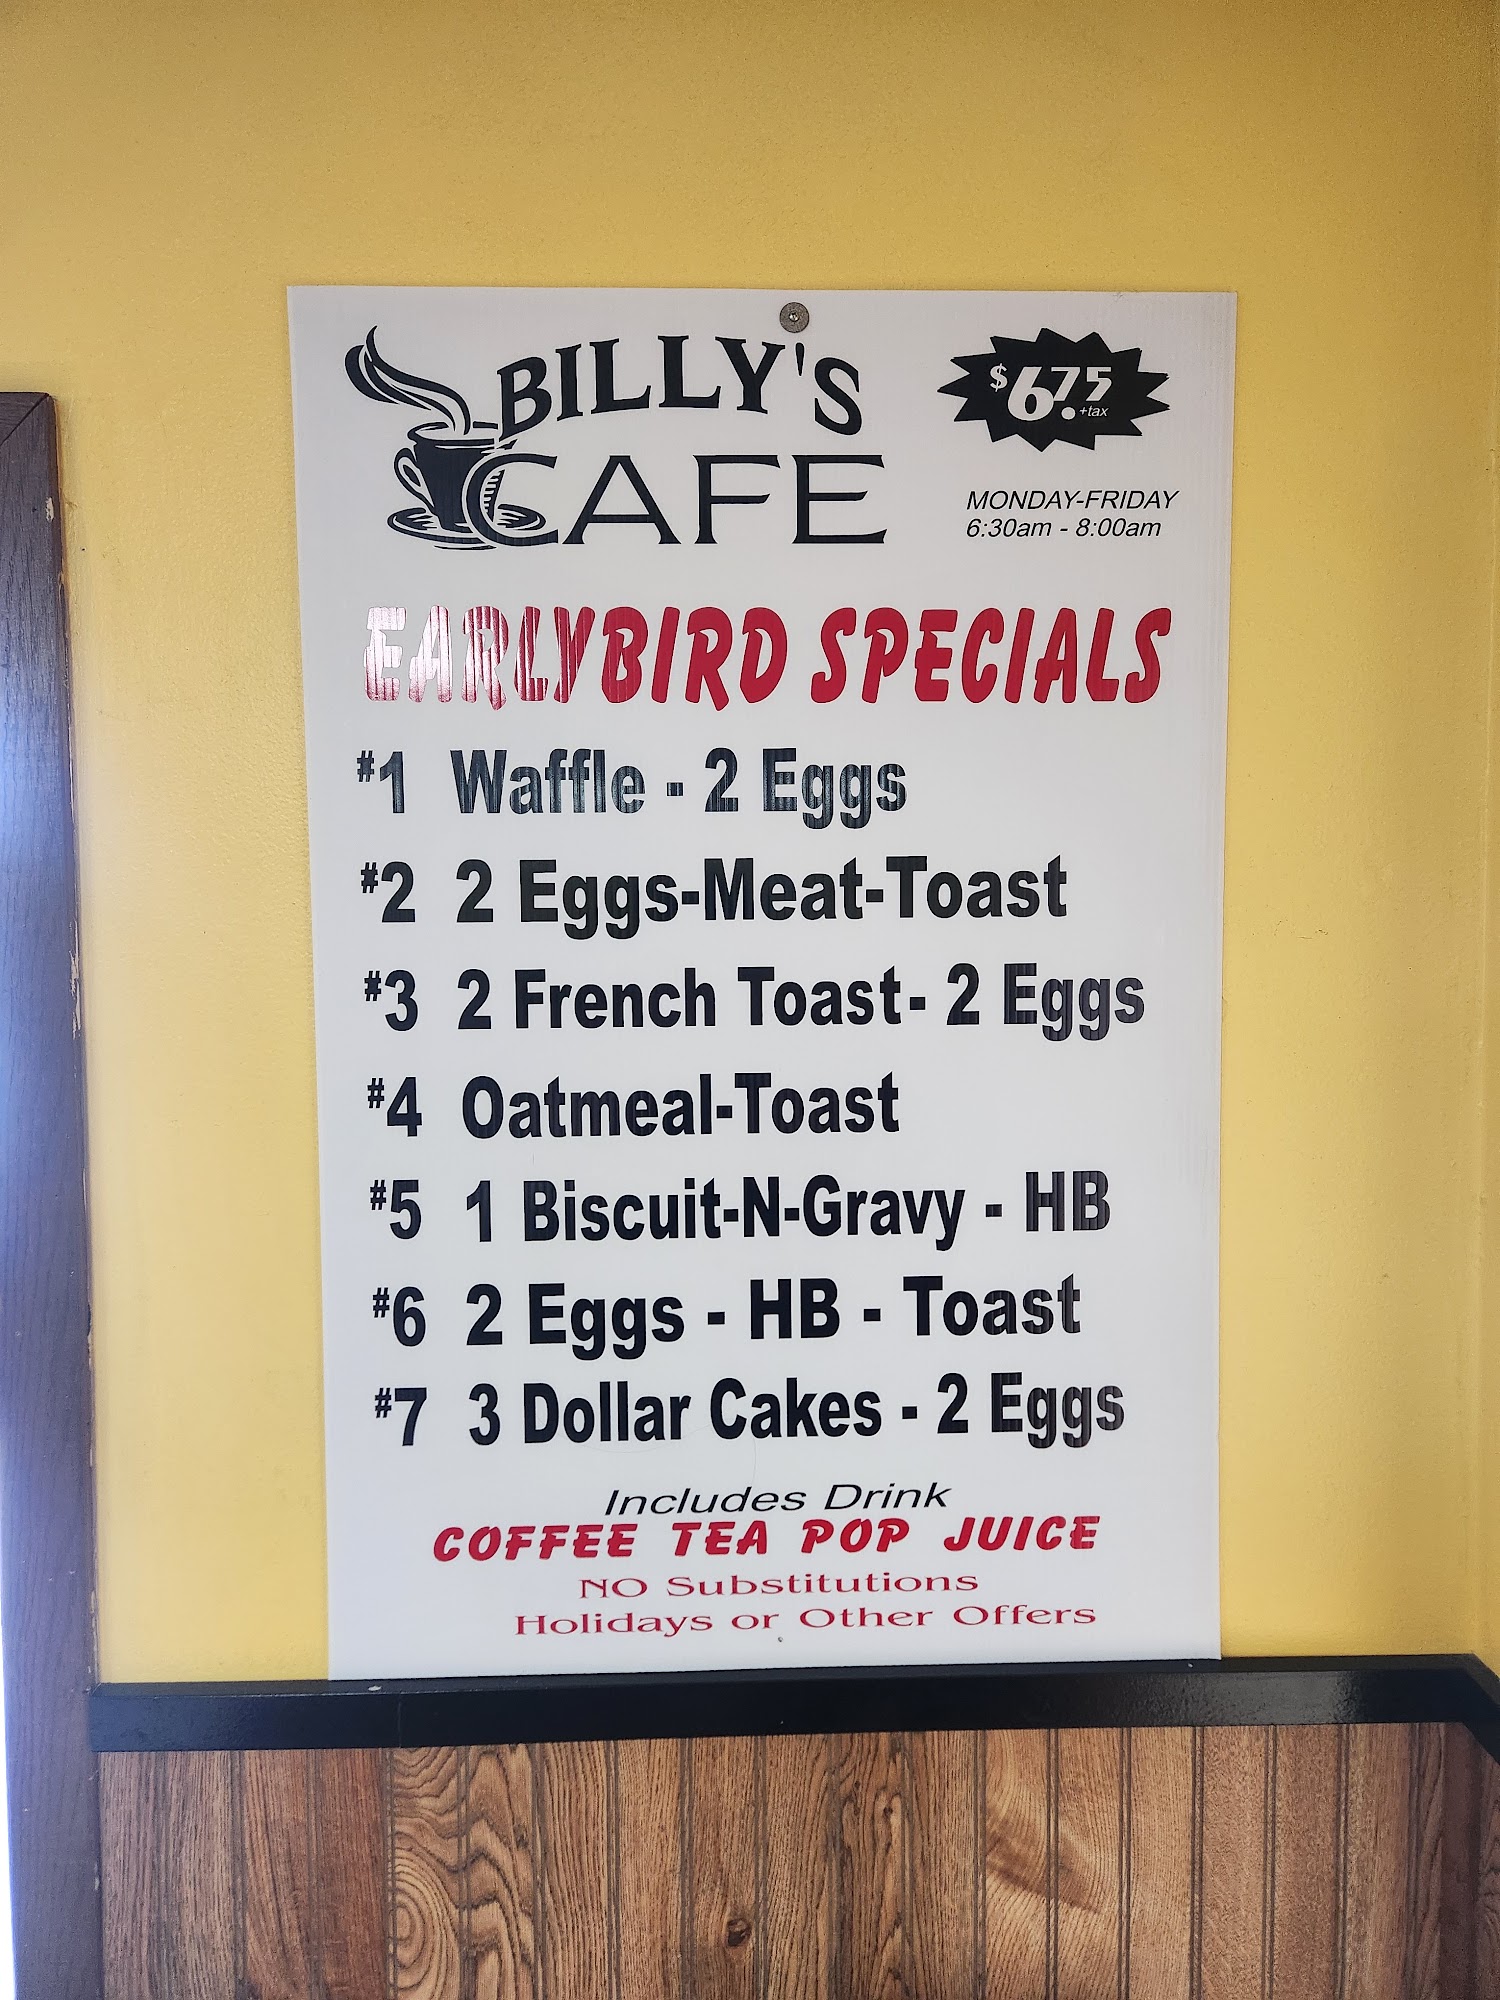 BILLY'S
CAFE
$6.75
+tax
MONDAY-FRIDAY
6:30am - 8:00am
EARLYBIRD SPECIALS
#1 Waffle - 2 Eggs
#2 2 Eggs-Meat-Toast
#3 2 French Toast- 2 Eggs
#4 Oatmeal-Toast
#5 1 Biscuit-N-Gravy - HB
#6 2 Eggs - HB - Toast
#7 3 Dollar Cakes - 2 Eggs
Includes Drink
COFFEE TEA POP JUICE
NO Substitutions
Holidays or Other Offers